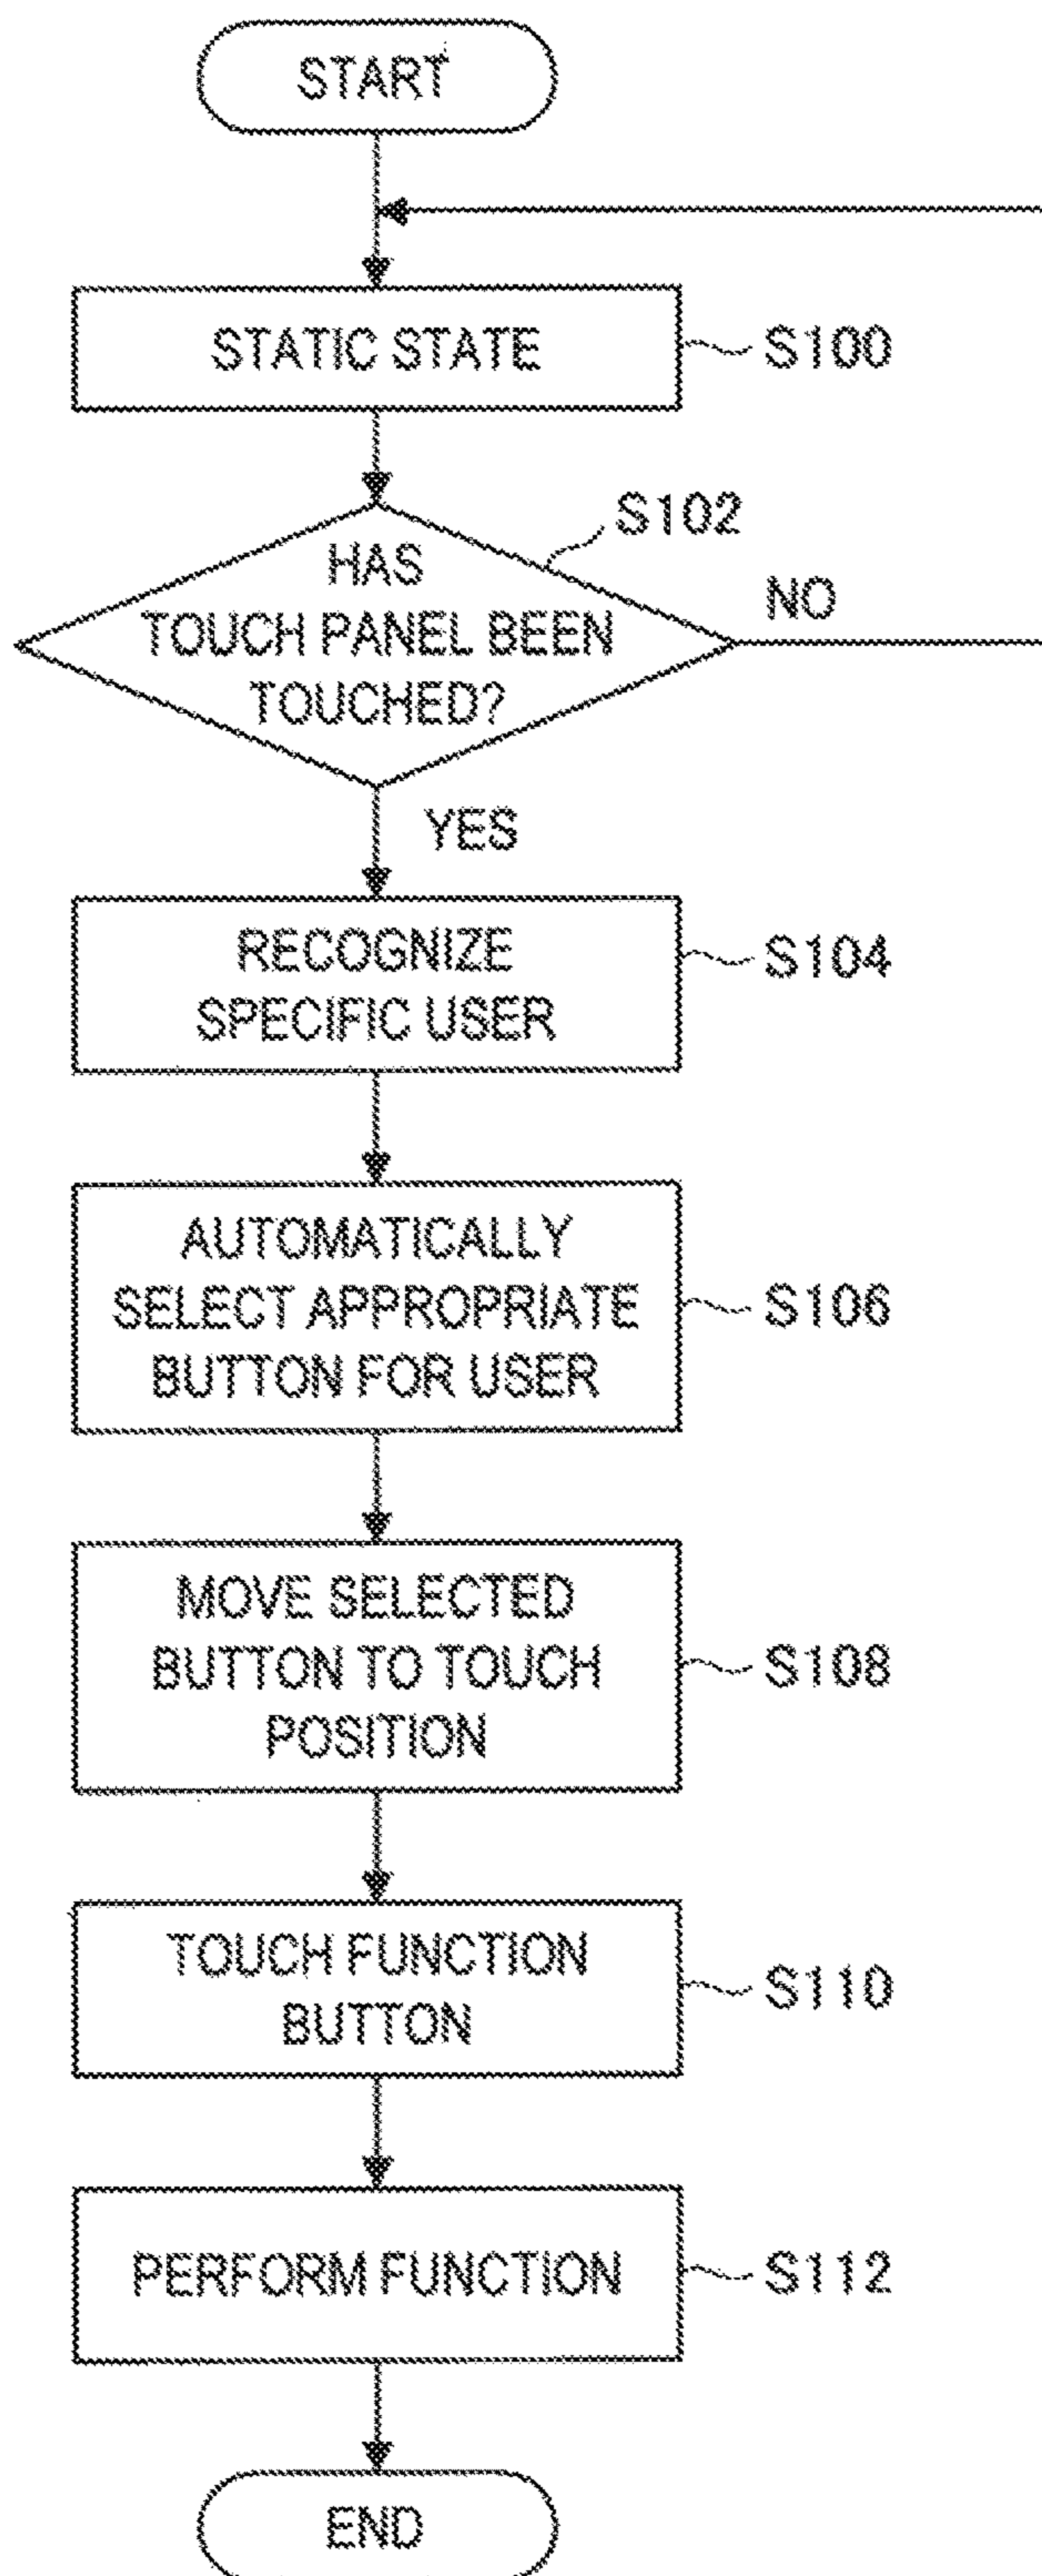 START
STATIC STATE
S100
S102
HAS
TOUCH PANEL BEEN
TOUCHED?
NO
YES
RECOGNIZE
SPECIFIC USER
S104
AUTOMATICALLY
SELECT APPROPRIATE
BUTTON FOR USER
S106
MOVE SELECTED
BUTTON TO TOUCH
POSITION
S108
TOUCH FUNCTION
BUTTON
S110
PERFORM FUNCTION
S112
END